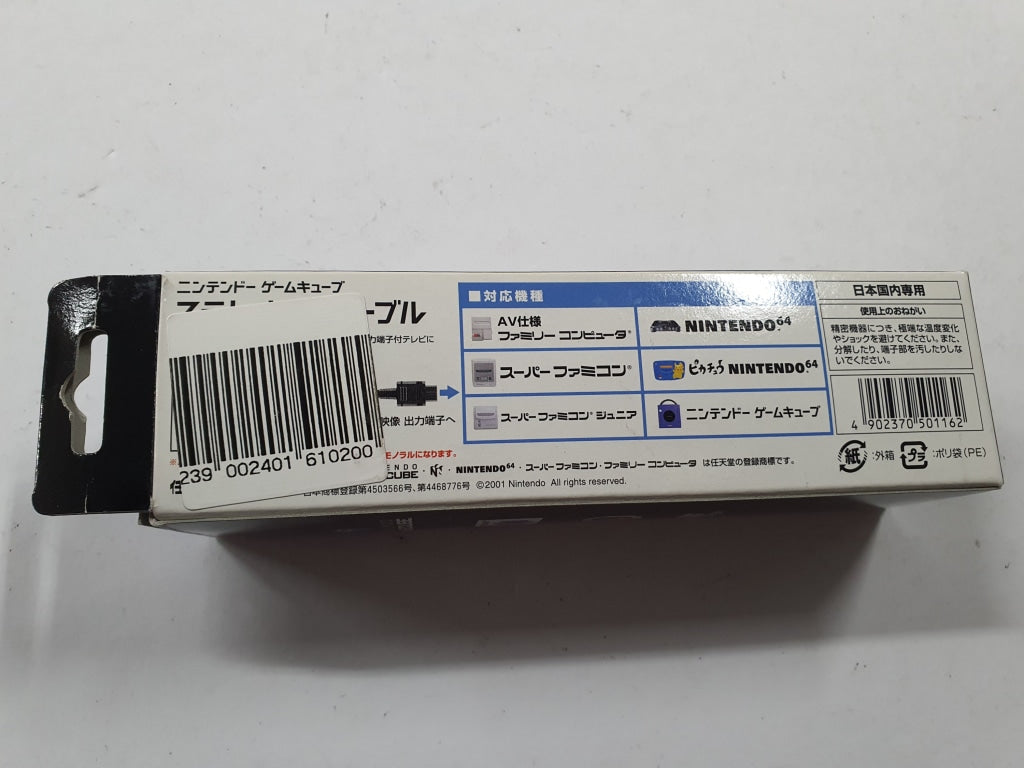 ニンテンドー ゲームキューブ
ーブル
力端子付テレビに
映像 出力端子へ
モノラルになります。
239 002401 610200
■対応機種
AV仕様
ファミリー コンピュータ®
NINTENDO64
スーパー ファミコン®
ピカチュウ NINTENDO64
スーパー ファミコン® ジュニア
ニンテンドー ゲームキューブ
CUBE・・NINTENDO64・スーパー ファミコン・ファミリー コンピュータ は任天堂の登録商標です。
日本商標登録第4503566号、第4468776号 ©2001 Nintendo All rights reserved.
日本国内専用
使用上のおねがい
精密機器につき、極端な温度変化
やショックを避けてください。また、
分解したり、端子部を汚したりしな
いでください。
4 902370 501162
紙:外箱 プラ:ポリ袋(PE)